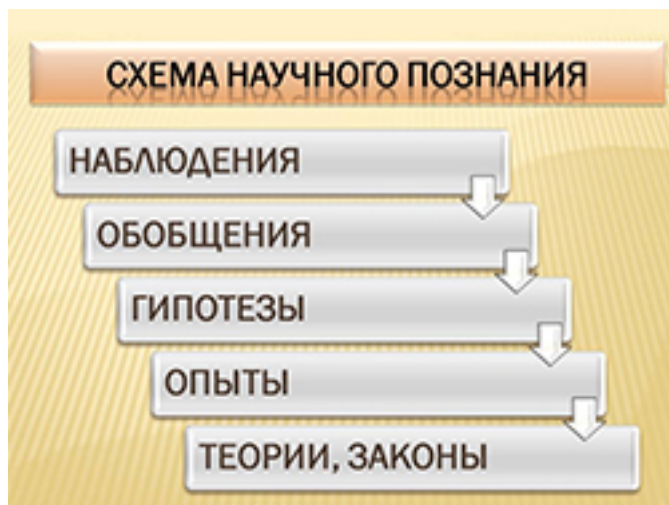 СХЕМА НАУЧНОГО ПОЗНАНИЯ
НАБЛЮДЕНИЯ
ОБОБЩЕНИЯ
ГИПОТЕЗЫ
ОПЫТЫ
ТЕОРИИ, ЗАКОНЫ